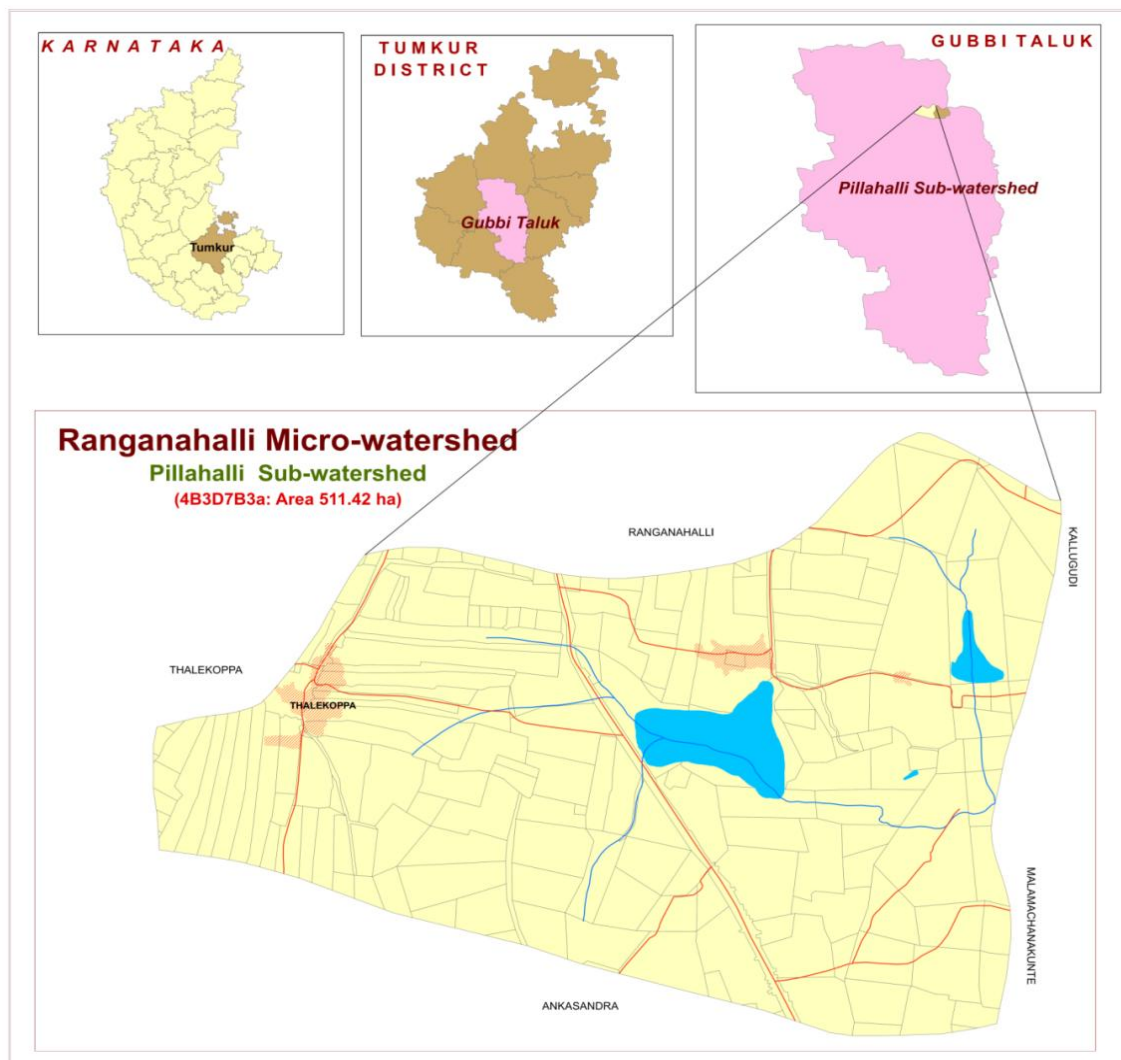 KARNATAKA
Tumkur
TUMKUR
DISTRICT
Gubbi Taluk
GUBBI TALUK
Pillahalli Sub-watershed
Ranganahalli Micro-watershed
Pillahalli Sub-watershed
(4B3D7B3a: Area 511.42 ha)
RANGANAHALLI
KALLUGUDI
THALEKOPPA
THALEKOPPA
MALAMACHANAKUNTE
ANKASANDRA